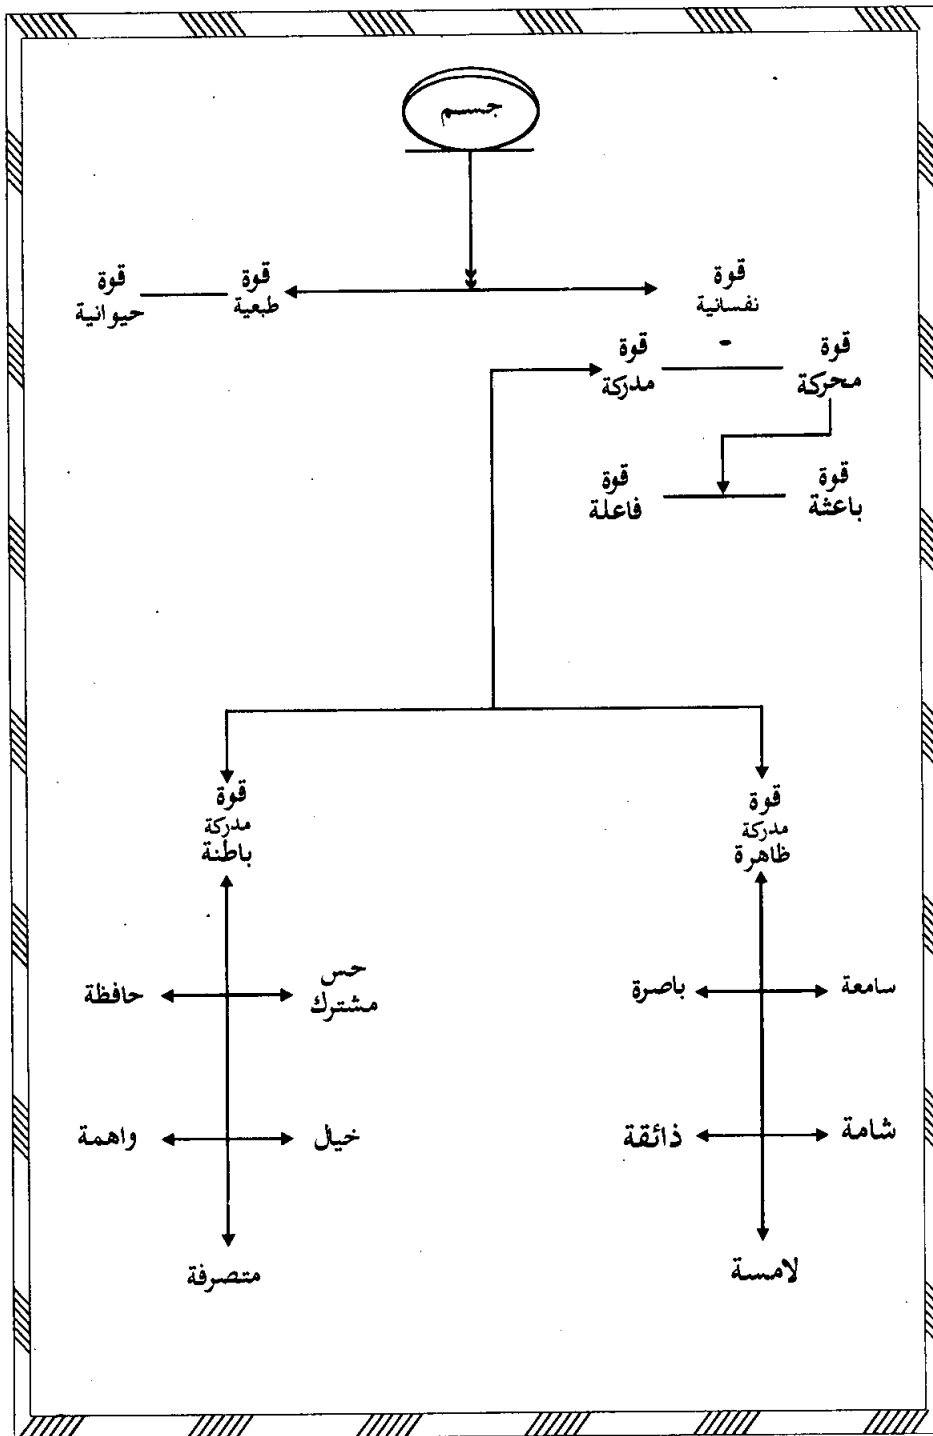 جسم
قوة
نفسانية
قوة
طبعية
قوة
حيوانية
قوة
محركة
قوة
مدركة
قوة
باعثة
قوة
فاعلة
قوة
مدركة
ظاهرة
قوة
مدركة
باطنة
سامعة
باصرة
شامة
ذائقة
لامسة
حس
مشترك
حافظة
خيال
واهمة
متصرفة